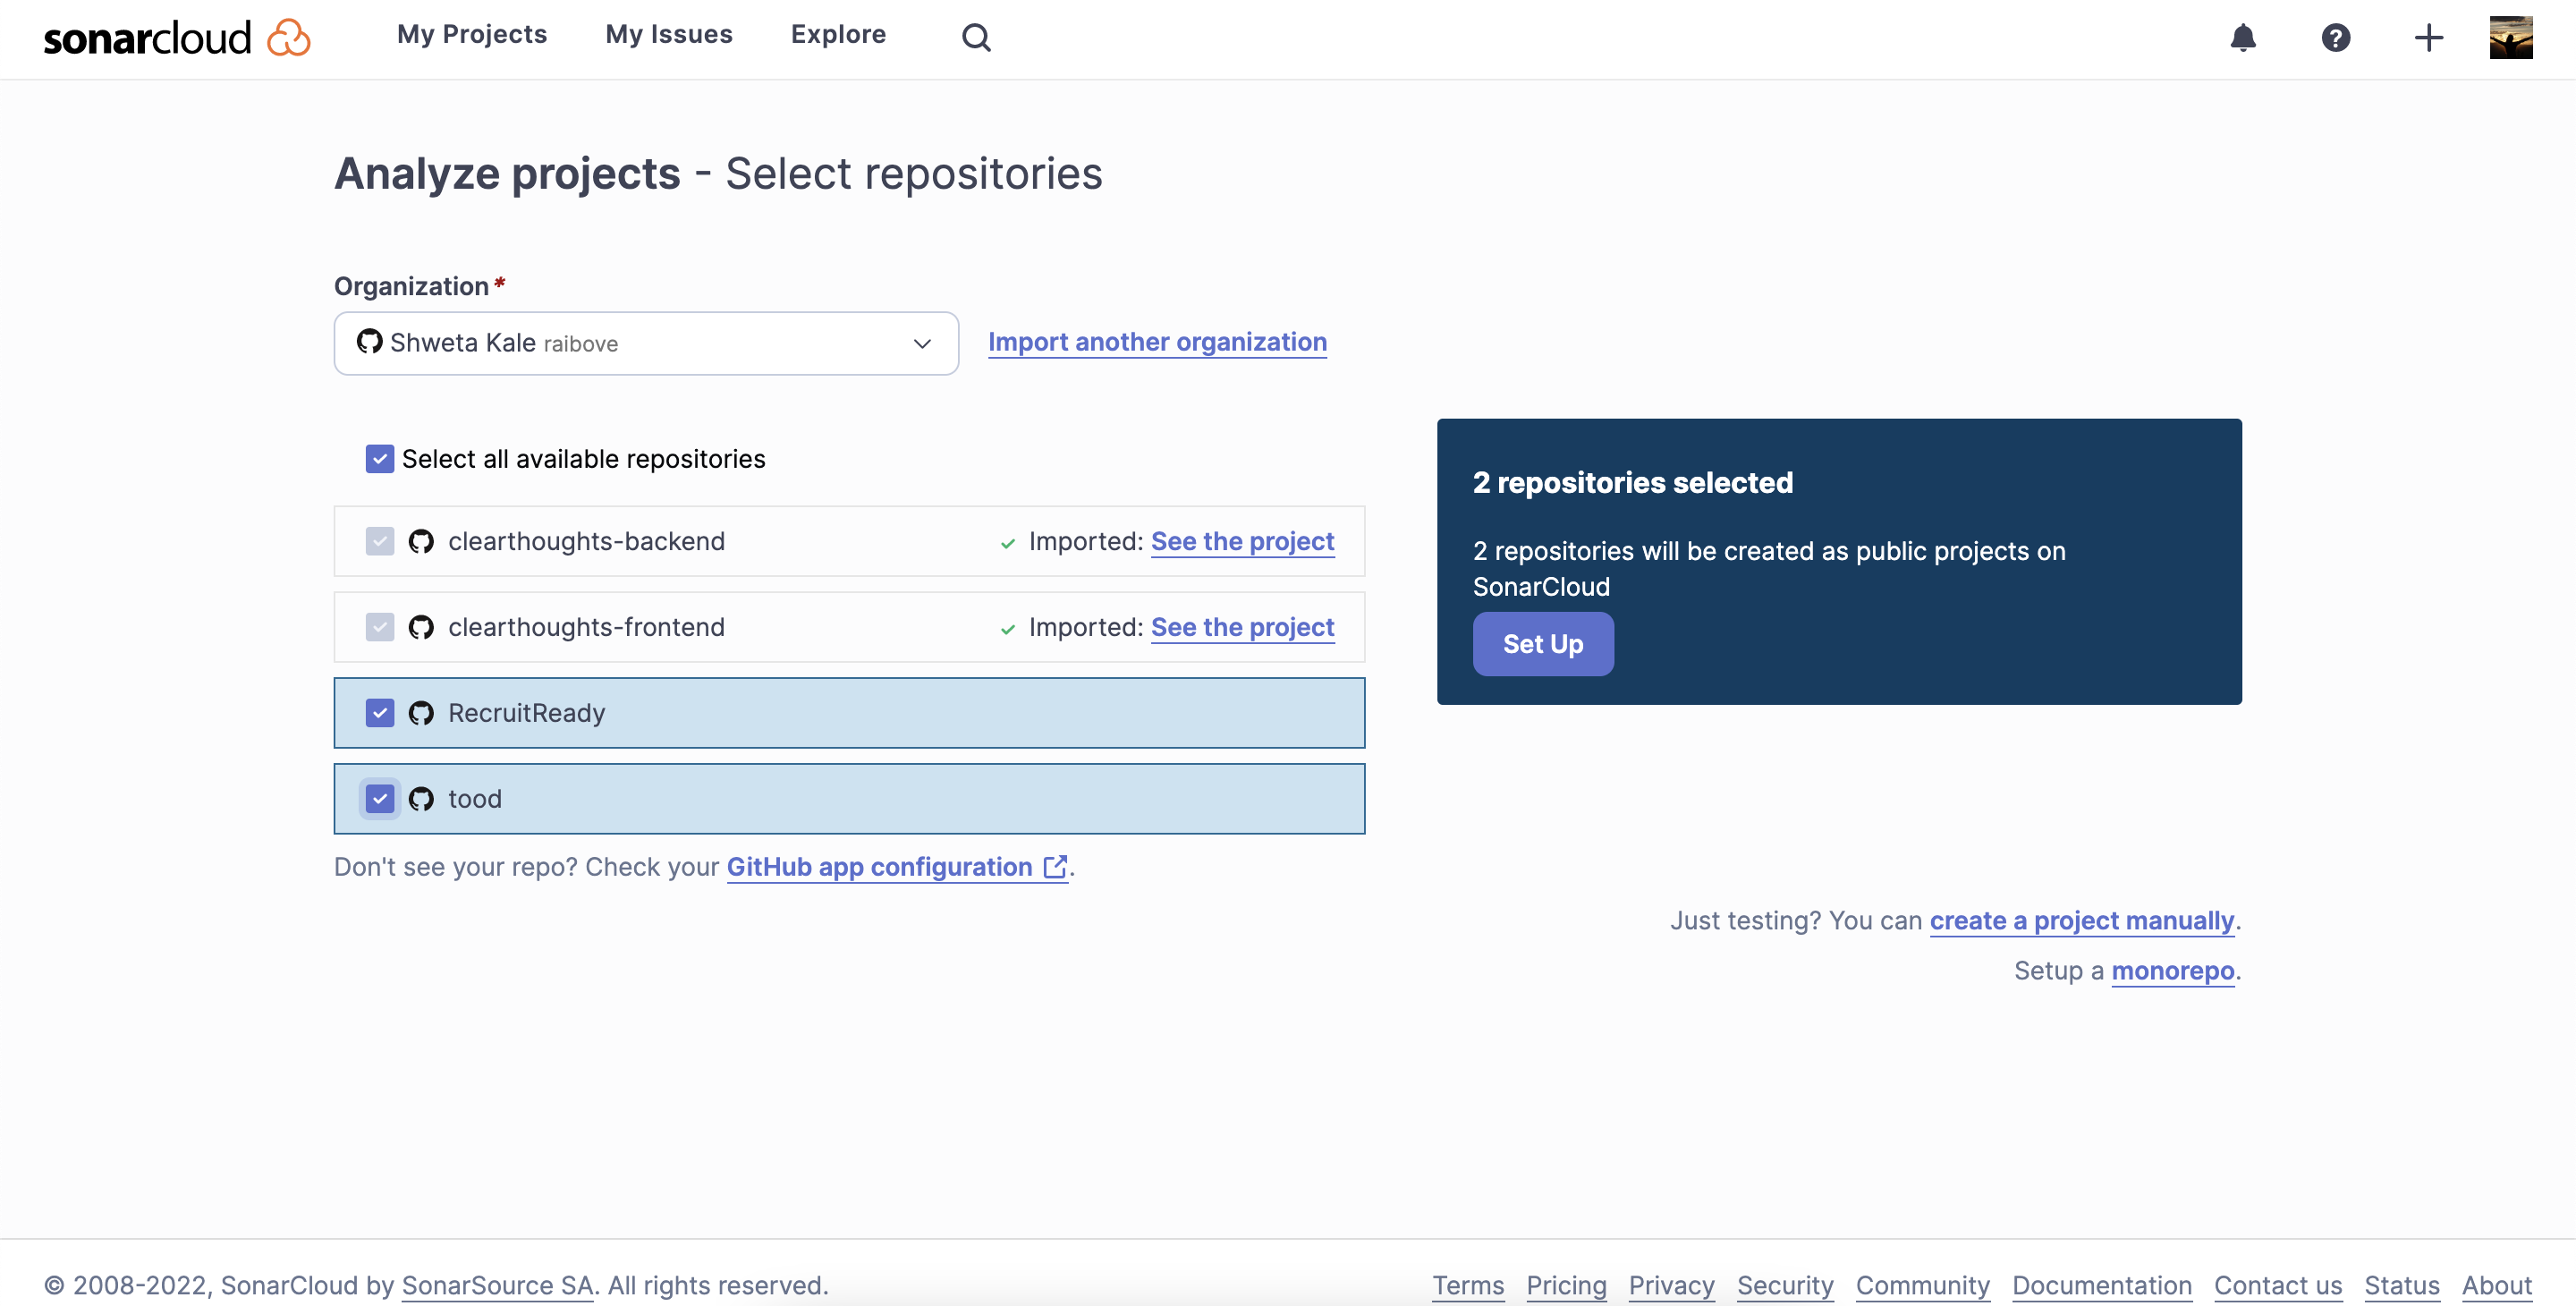 sonarcloud My Projects My Issues Explore
Analyze projects - Select repositories
Organization*
Shweta Kale raibove Import another organization
Select all available repositories
clearthoughts-backend Imported: See the project
clearthoughts-frontend Imported: See the project
RecruitReady
tood
Don't see your repo? Check your GitHub app configuration.
2 repositories selected
2 repositories will be created as public projects on
SonarCloud
Set Up
Just testing? You can create a project manually.
Setup a monorepo.
© 2008-2022, SonarCloud by SonarSource SA. All rights reserved. Terms Pricing Privacy Security Community Documentation Contact us Status About